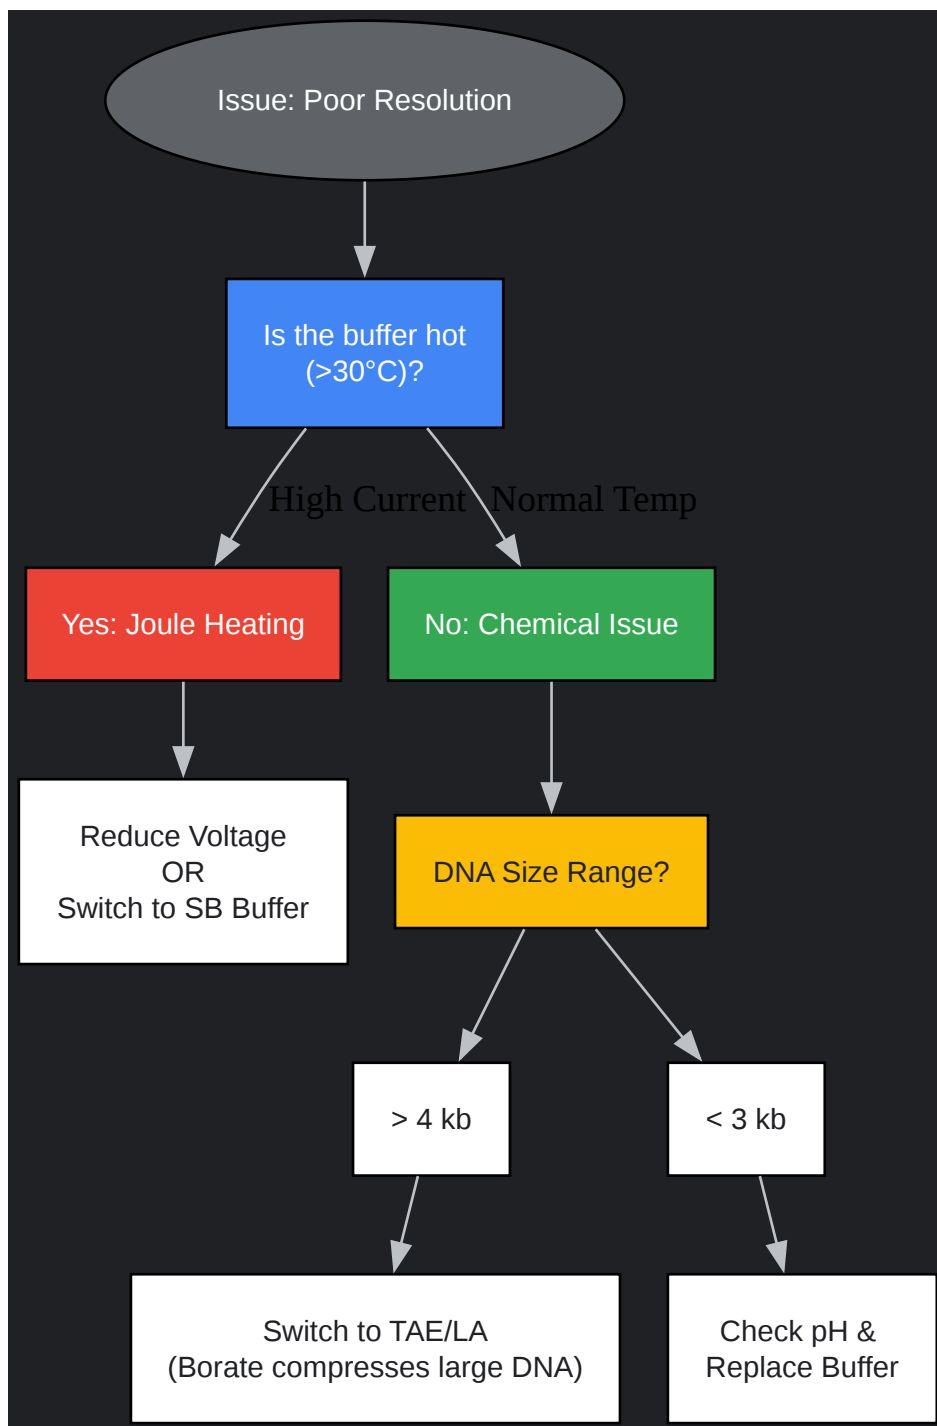 Issue: Poor Resolution
Is the buffer hot
(>30°C)?
High Current
Normal Temp
Yes: Joule Heating
No: Chemical Issue
Reduce Voltage
OR
Switch to SB Buffer
DNA Size Range?
> 4 kb
< 3 kb
Switch to TAE/LA
(Borate compresses large DNA)
Check pH &
Replace Buffer